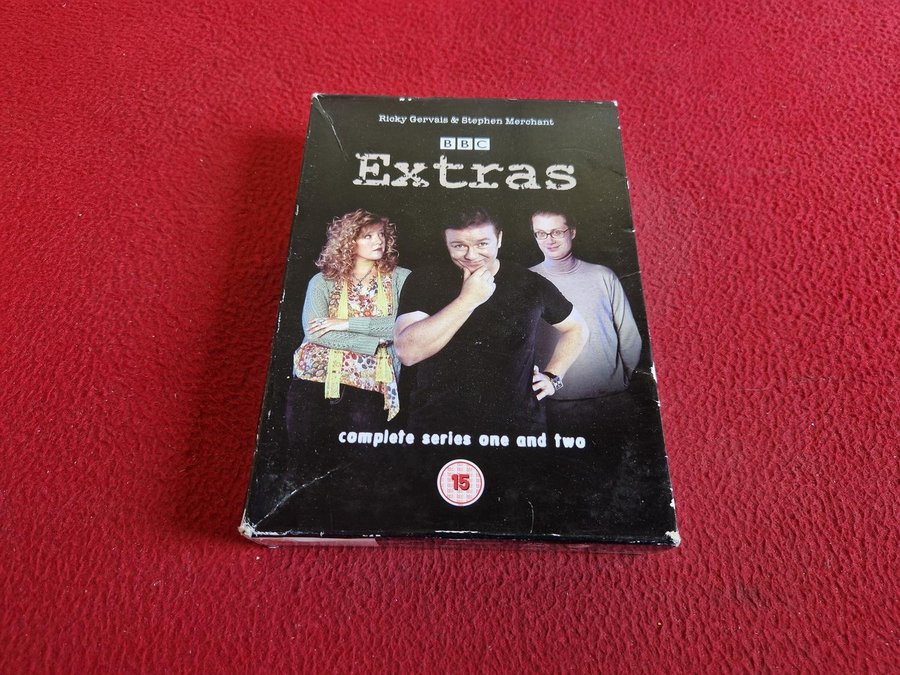 Ricky Gervais & Stephen Merchant
BBC
Extras
complete series one and two
15